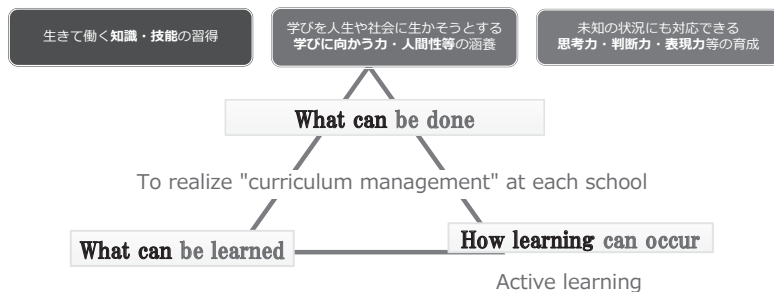 生きて働く知識・技能の習得
学びを人生や社会に生かそうとする
学びに向かう力・人間性等の涵養
未知の状況にも対応できる
思考力・判断力・表現力等の育成
What can be done
To realize "curriculum management" at each school
What can be learned
How learning can occur
Active learning